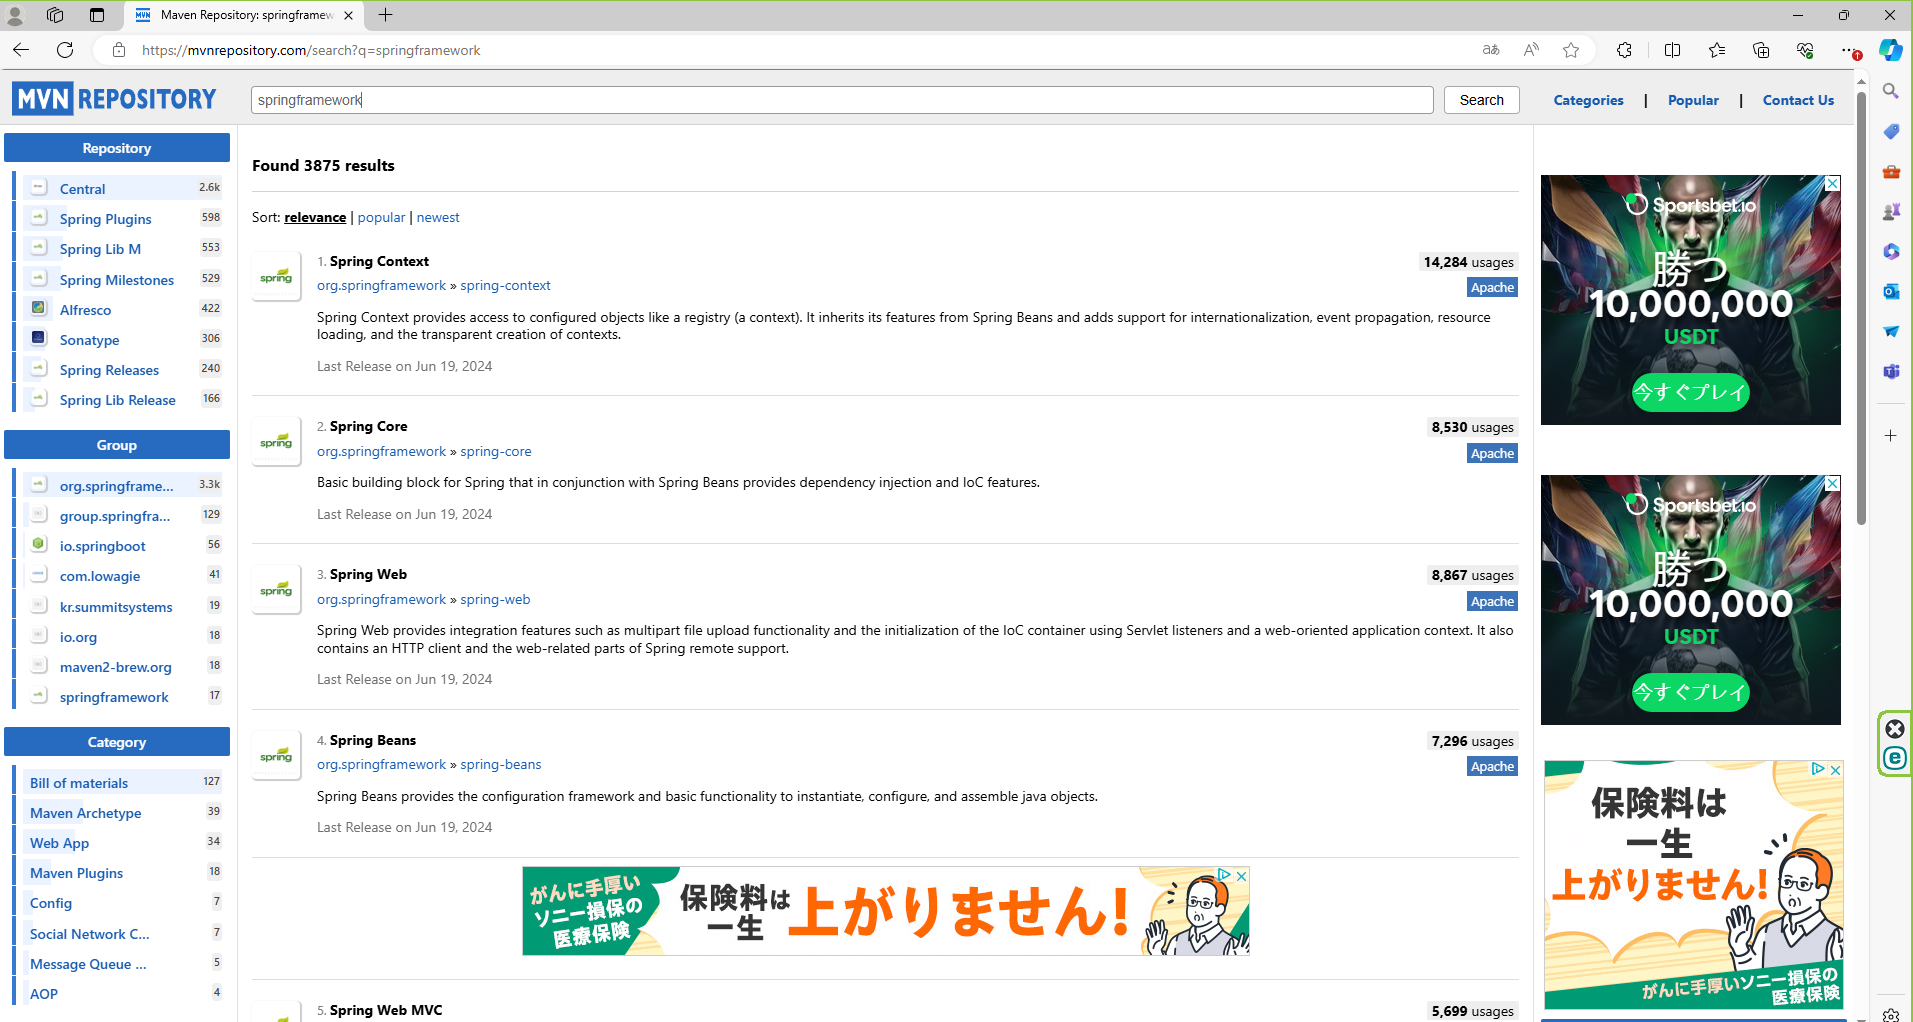 Maven Repository: springframew
https://mvnrepository.com/search?q=springframework
MVN REPOSITORY
springframework
Search
Categories | Popular | Contact Us
Repository
Central 2.6k
Spring Plugins 598
Spring Lib M 553
Spring Milestones 529
Alfresco 422
Sonatype 306
Spring Releases 240
Spring Lib Release 166
Group
org.springframe... 3.3k
group.springfra... 129
io.springboot 56
com.lowagie 41
kr.summitsystems 19
io.org 18
maven2-brew.org 18
springframework 17
Category
Bill of materials 127
Maven Archetype 39
Web App 34
Maven Plugins 18
Config 7
Social Network C... 7
Message Queue ... 5
AOP 4
Found 3875 results
Sort: relevance | popular | newest
spring
1. Spring Context
14,284 usages
org.springframework » spring-context
Apache
Spring Context provides access to configured objects like a registry (a context). It inherits its features from Spring Beans and adds support for internationalization, event propagation, resource
loading, and the transparent creation of contexts.
Last Release on Jun 19, 2024
spring
2. Spring Core
8,530 usages
org.springframework » spring-core
Apache
Basic building block for Spring that in conjunction with Spring Beans provides dependency injection and IoC features.
Last Release on Jun 19, 2024
spring
3. Spring Web
8,867 usages
org.springframework » spring-web
Apache
Spring Web provides integration features such as multipart file upload functionality and the initialization of the IoC container using Servlet listeners and a web-oriented application context. It also
contains an HTTP client and the web-related parts of Spring remote support.
Last Release on Jun 19, 2024
spring
4. Spring Beans
7,296 usages
org.springframework » spring-beans
Apache
Spring Beans provides the configuration framework and basic functionality to instantiate, configure, and assemble java objects.
Last Release on Jun 19, 2024
がんに手厚い
ソニー損保の
医療保険
保険料は
一生
上がりません!
5. Spring Web MVC
5,699 usages
Sportsbet.io
勝つ
10,000,000
USDT
今すぐプレイ
Sportsbet.io
勝つ
10,000,000
USDT
今すぐプレイ
保険料は
一生
上がりません!
がんに手厚いソニー損保の
医療保険